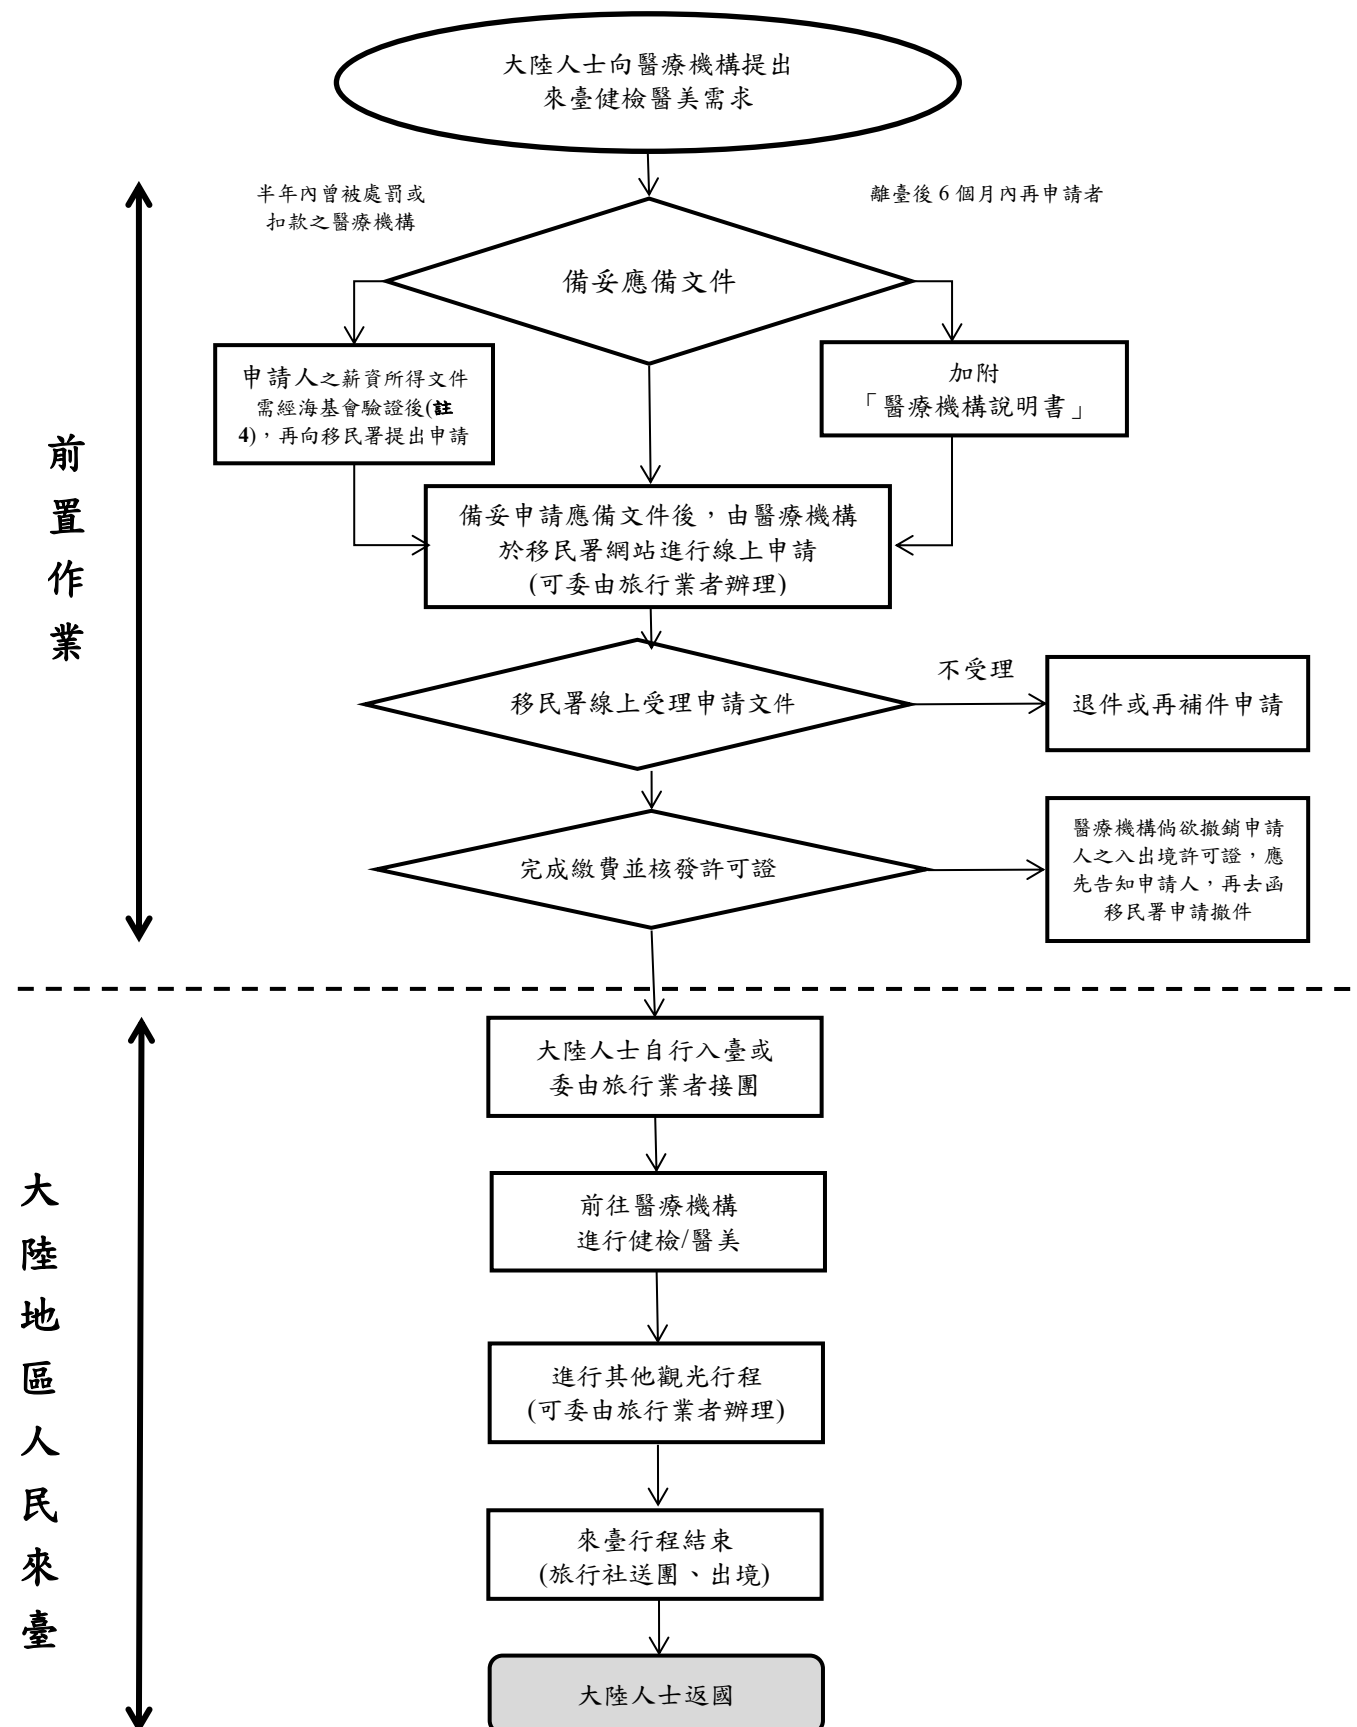 大陸人士向醫療機構提出
來臺健檢醫美需求
半年內曾被處罰或
扣款之醫療機構
離臺後 6 個月內再申請者
備妥應備文件
申請人之薪資所得文件
需經海基會驗證後(註
4)，再向移民署提出申請
加附
「醫療機構說明書」
備妥申請應備文件後，由醫療機構
於移民署網站進行線上申請
(可委由旅行業者辦理)
移民署線上受理申請文件
不受理
退件或再補件申請
完成繳費並核發許可證
醫療機構倘欲撤銷申請
人之入出境許可證，應
先告知申請人，再去函
移民署申請撤件
前
置
作
業
大陸人士自行入臺或
委由旅行業者接團
前往醫療機構
進行健檢/醫美
進行其他觀光行程
(可委由旅行業者辦理)
來臺行程結束
(旅行社送團、出境)
大陸人士返國
大
陸
地
區
人
民
來
臺